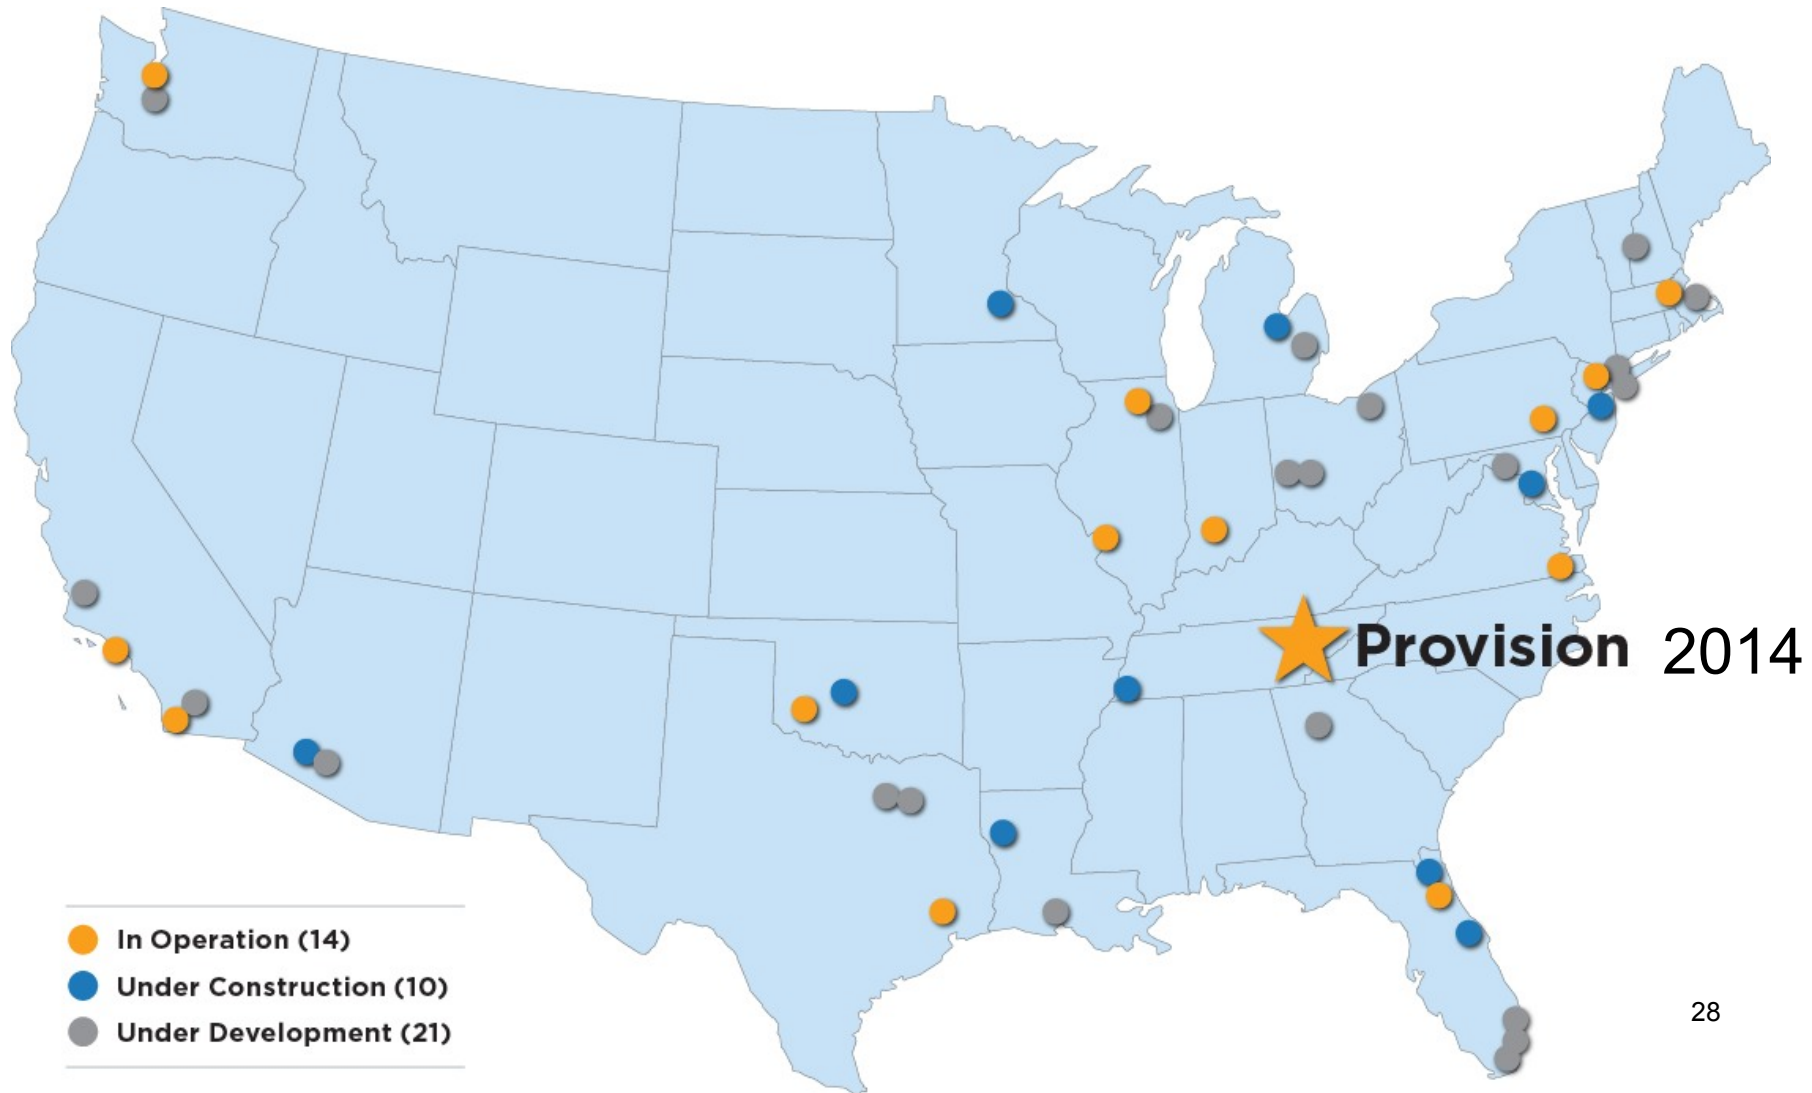 Provision 2014
In Operation (14)
Under Construction (10)
Under Development (21)
28